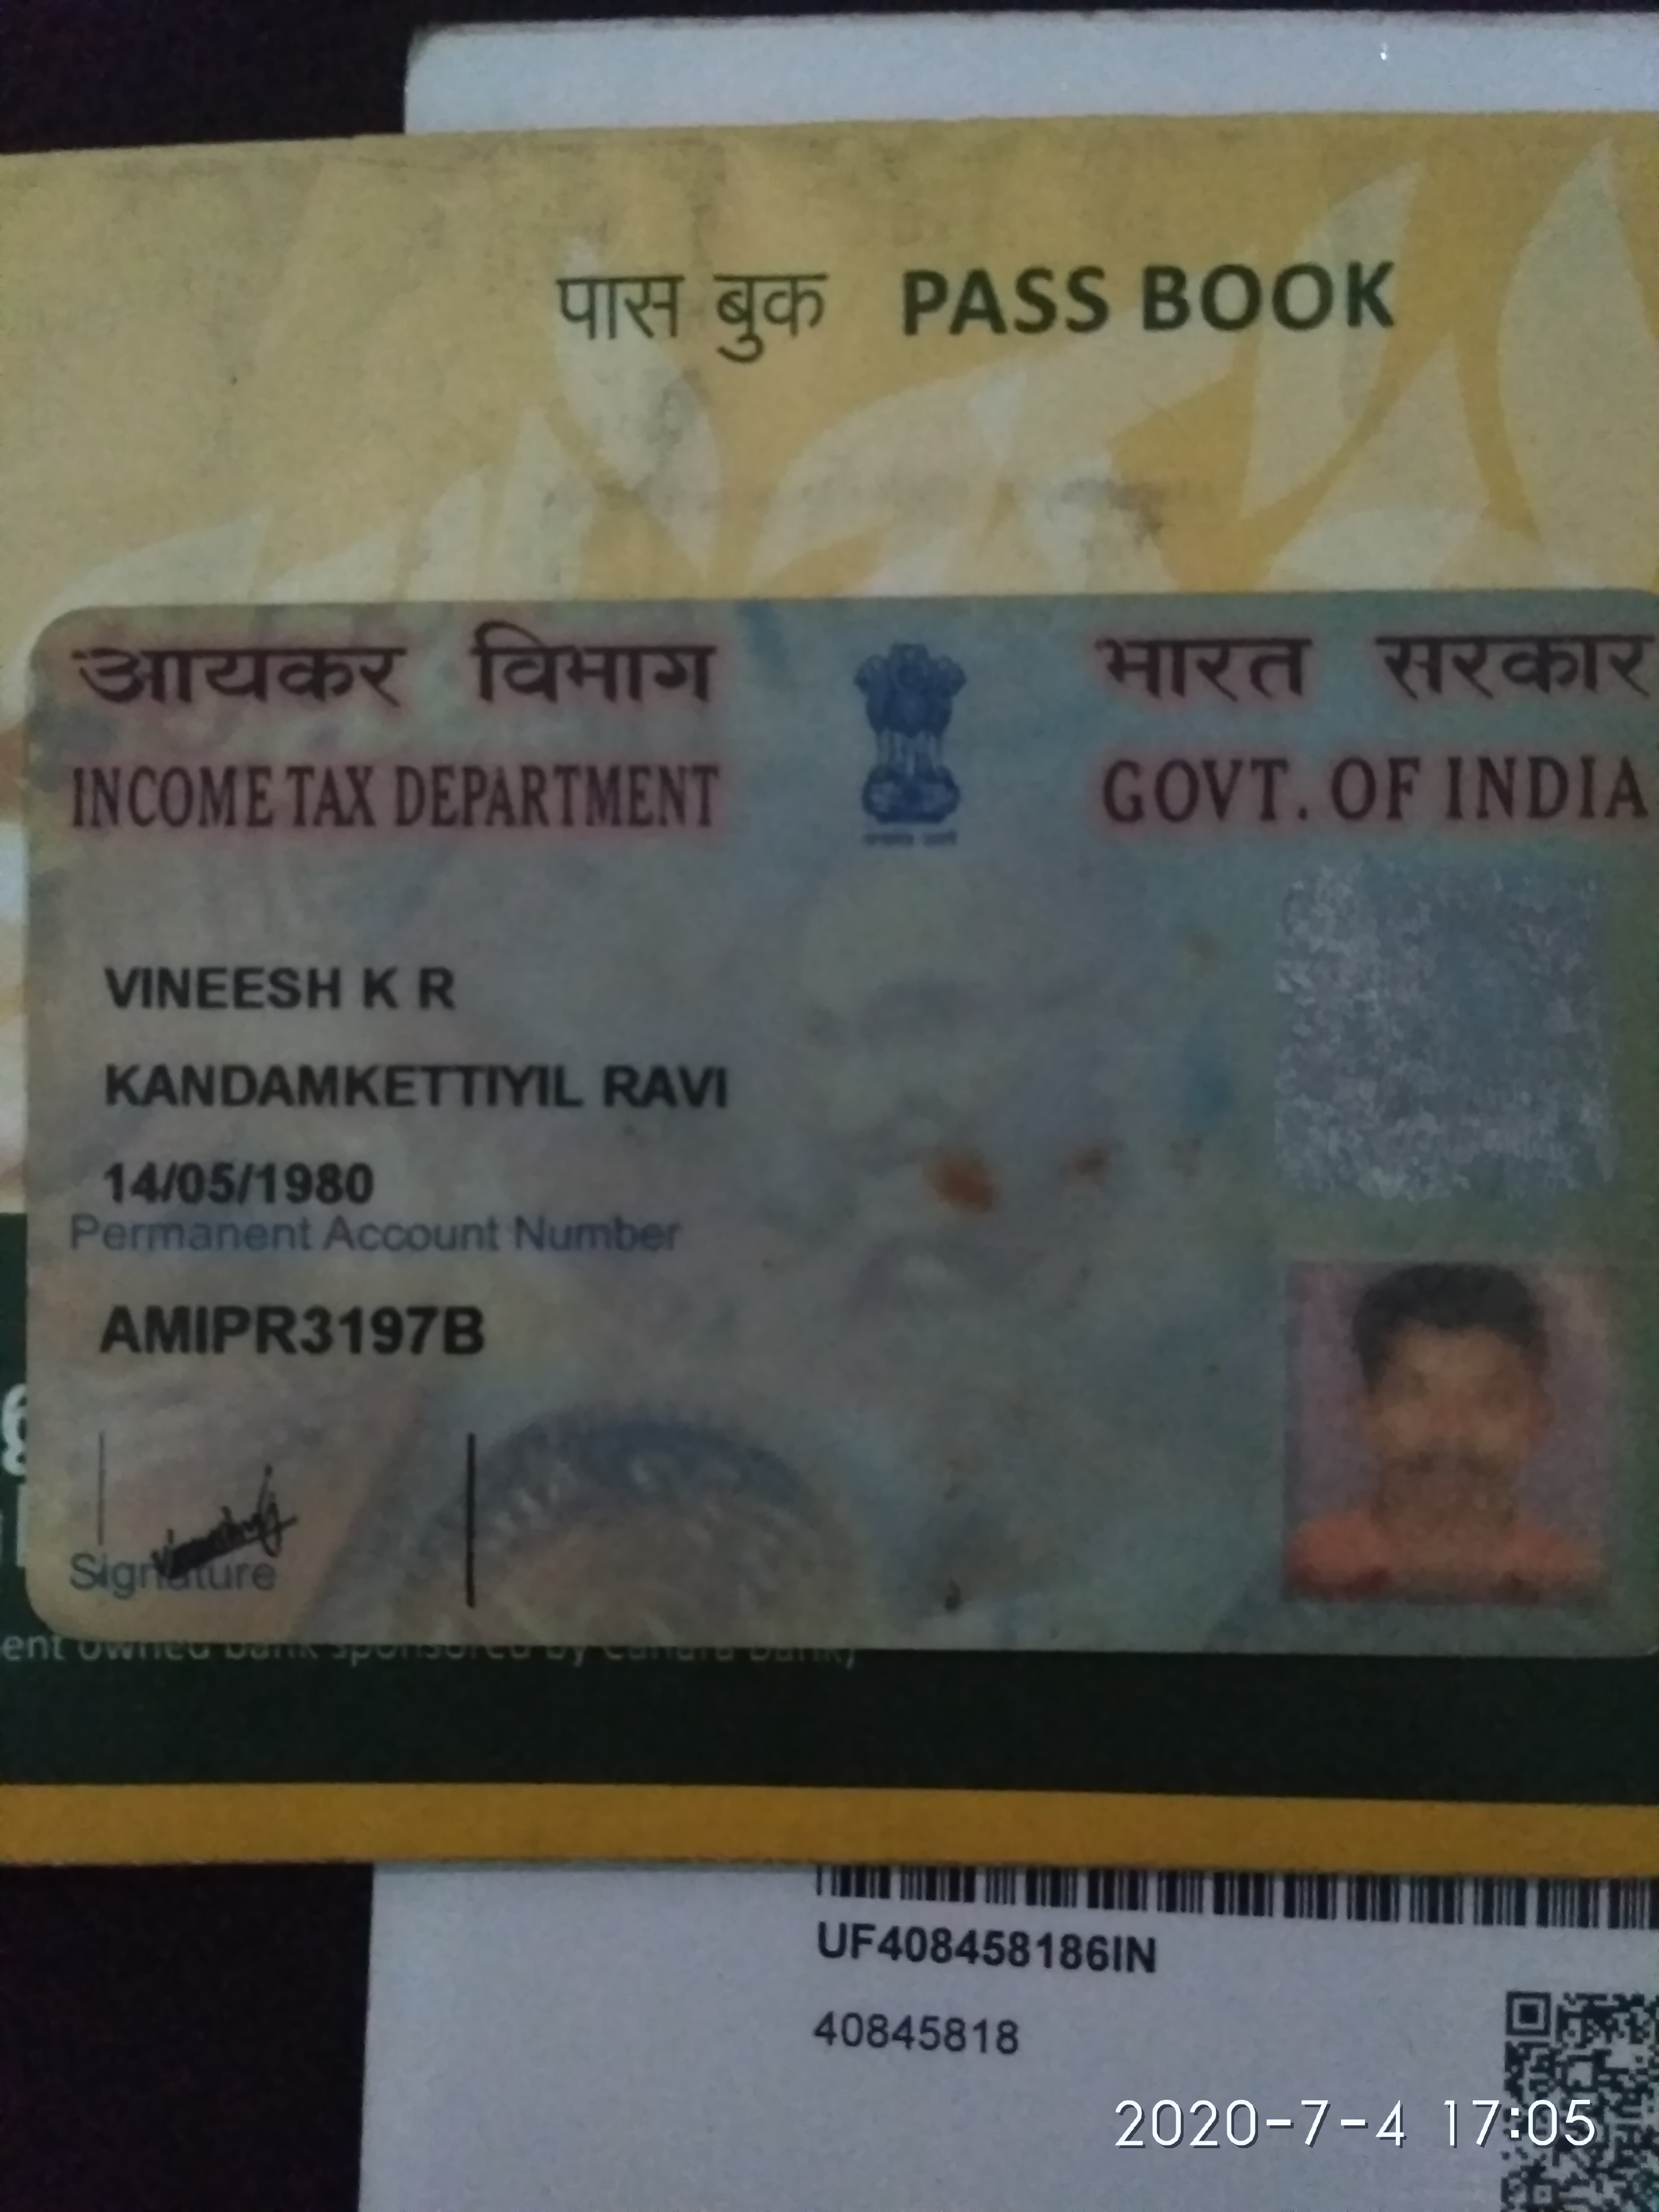 पास बुक PASS BOOK
आयकर विभाग भारत सरकार
INCOME TAX DEPARTMENT GOVT. OF INDIA
VINEESH K R
KANDAMKETTIYIL RAVI
14/05/1980
Permanent Account Number
AMIPR3197B
Signature
ent owned bank sponsored by Canara Bank)
UF408458186IN
40845818
2020-7-4 17:05